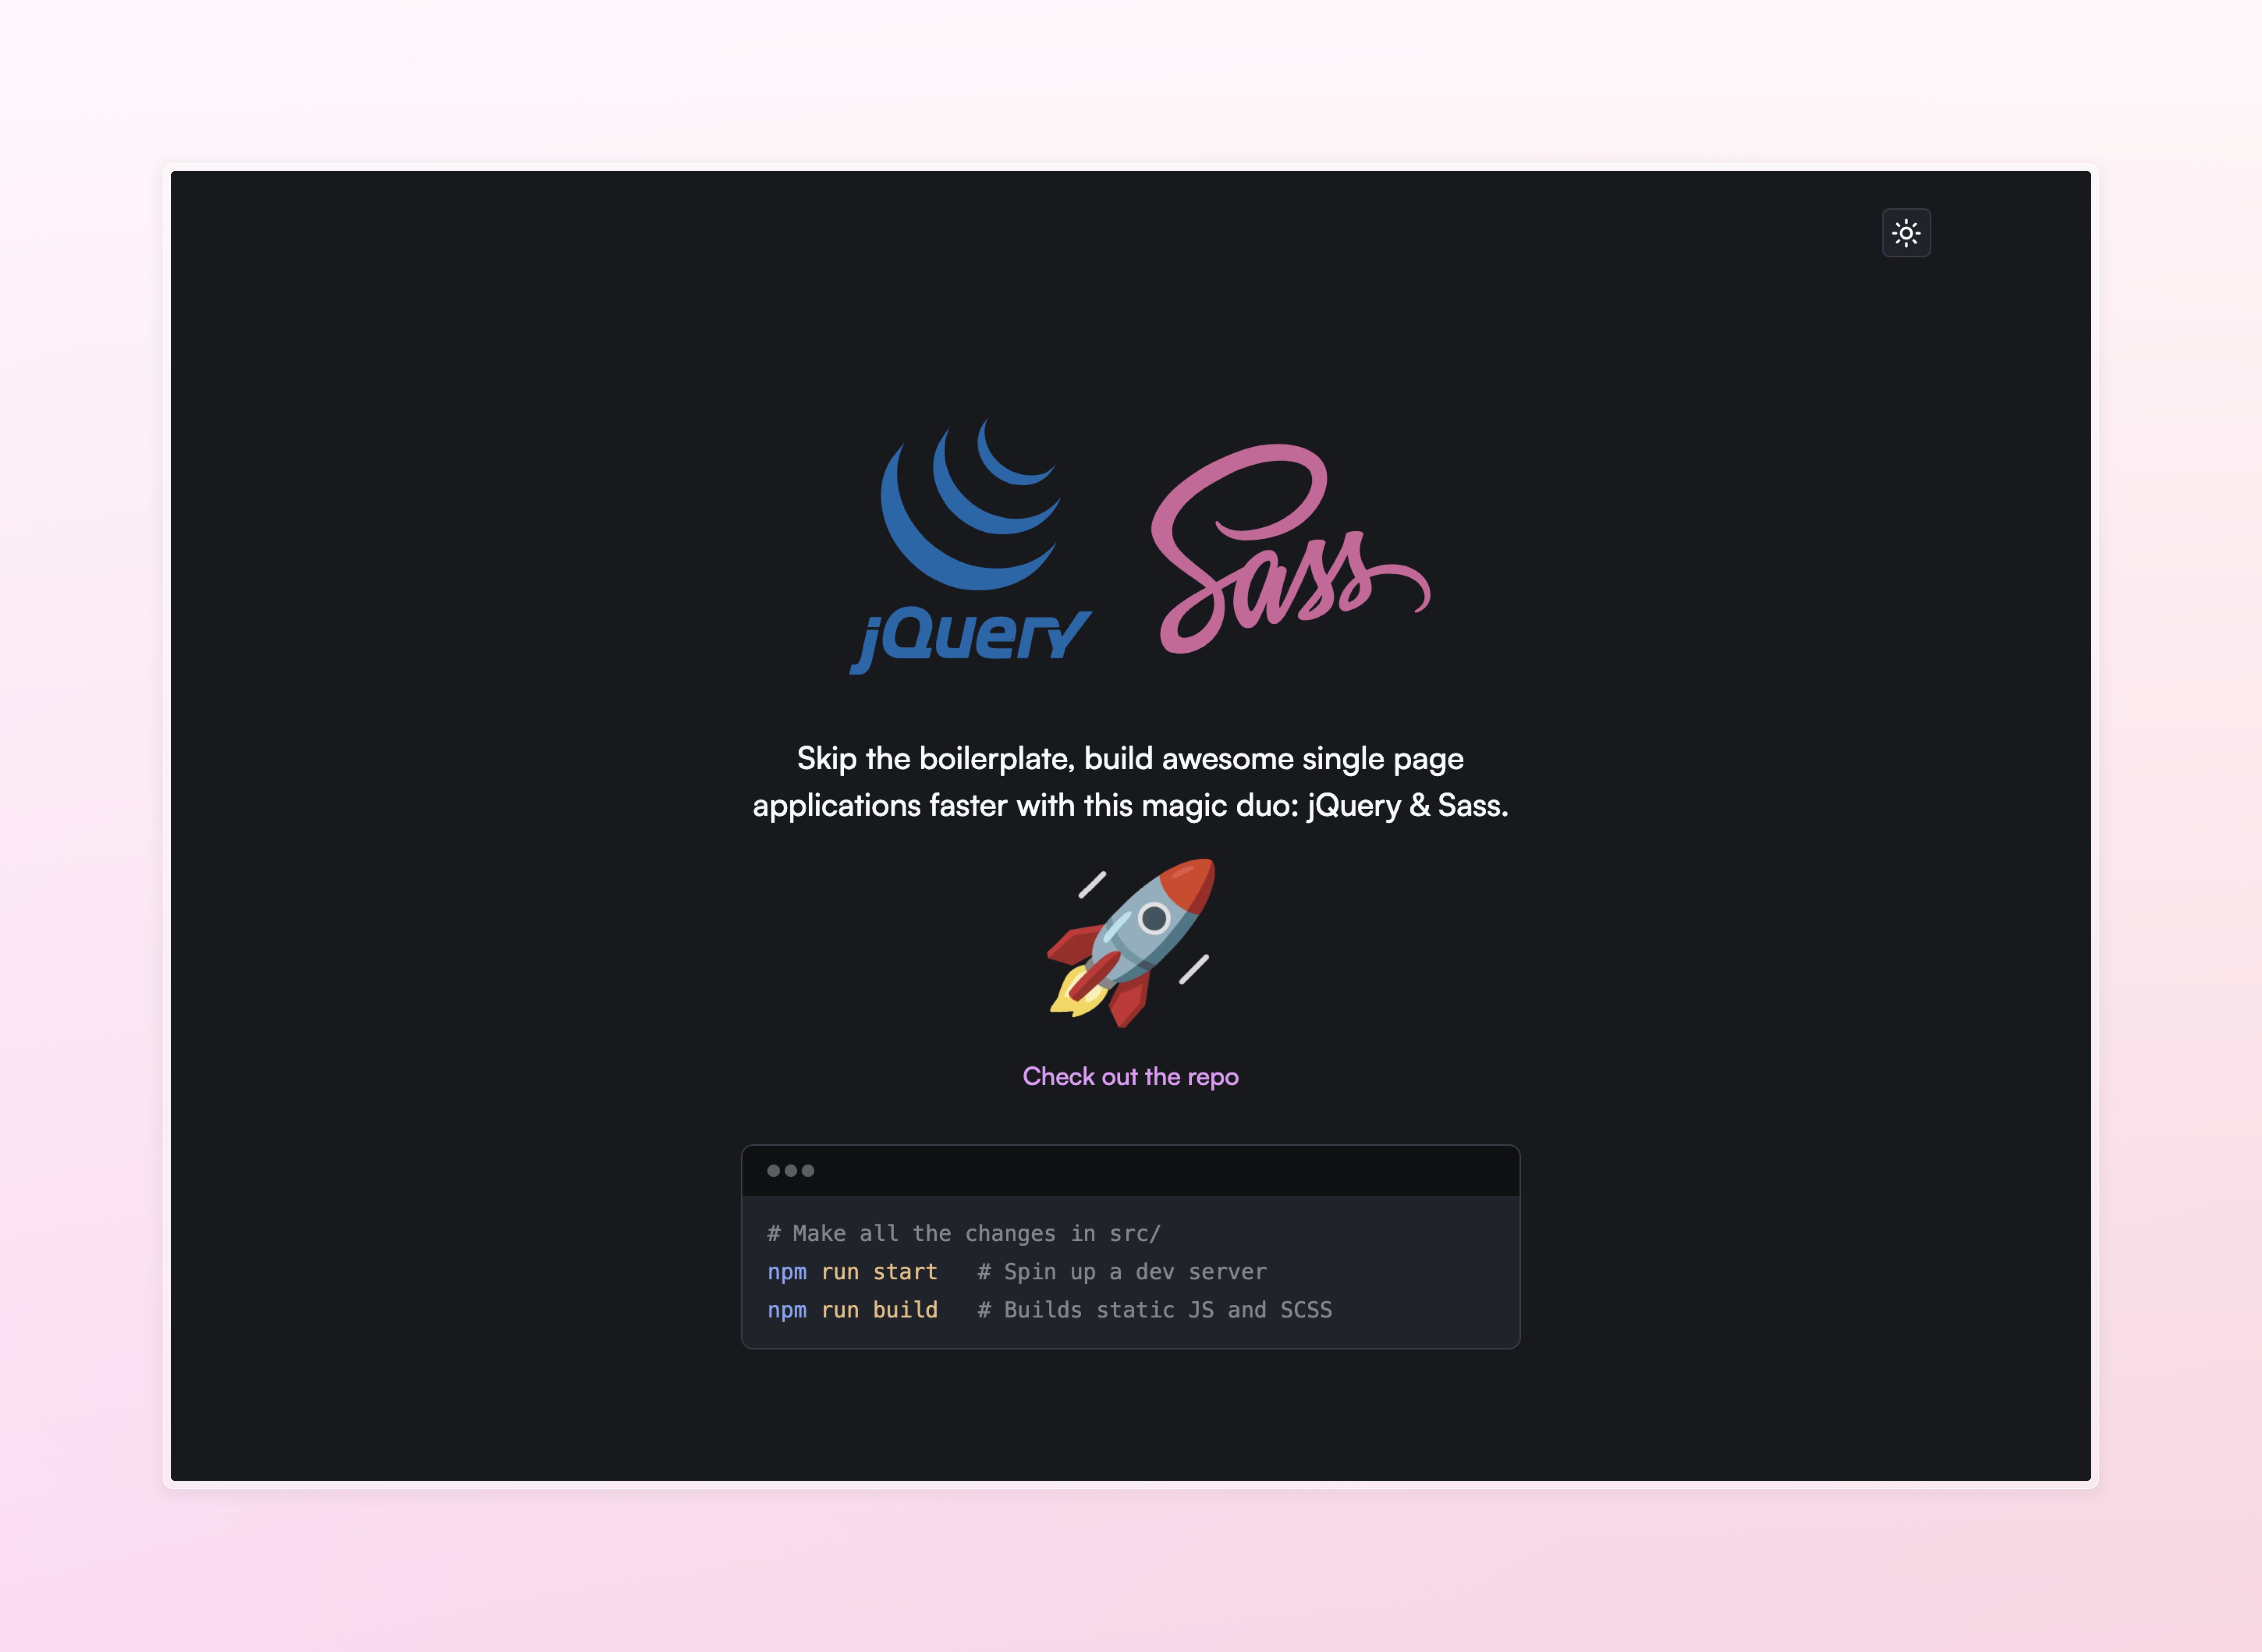 jQuery
Sass
Skip the boilerplate, build awesome single page
applications faster with this magic duo: jQuery & Sass.
Check out the repo
# Make all the changes in src/
npm run start   # Spin up a dev server
npm run build   # Builds static JS and SCSS